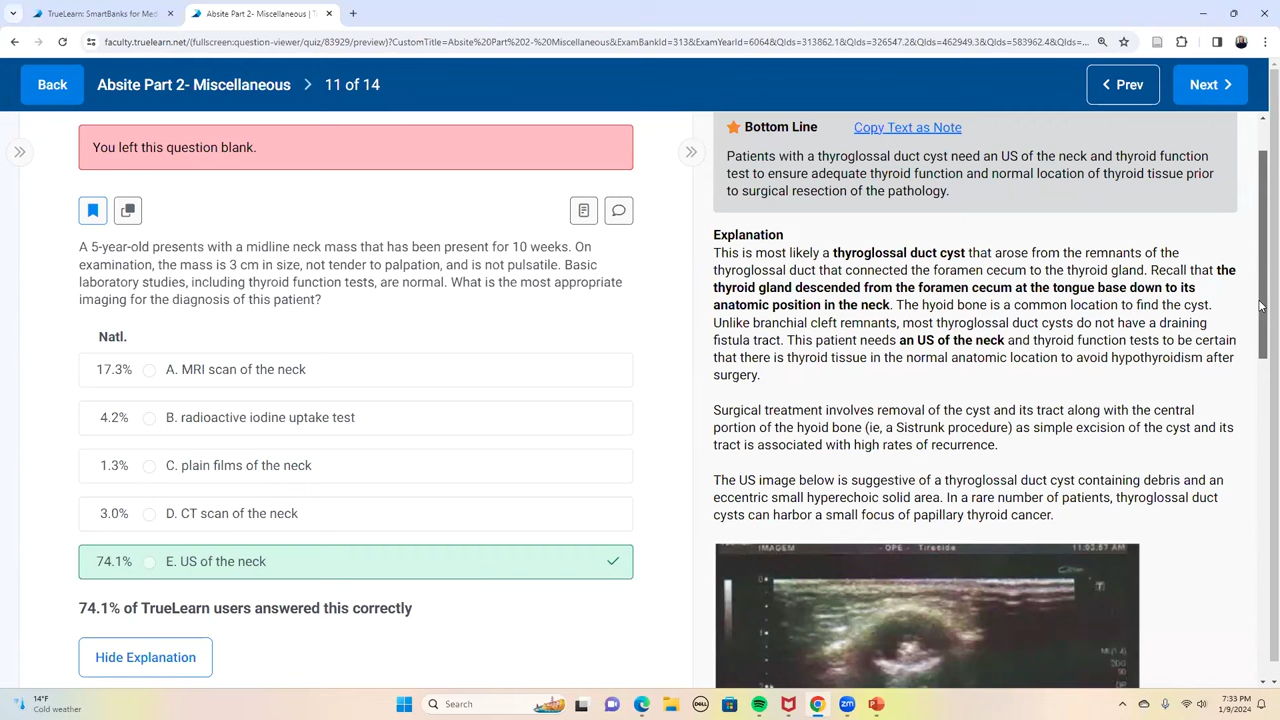 TrueLearn: SmartBanks for Med
Absite Part 2- Miscellaneous | T
faculty.truelearn.net/(fullscreen:question-viewer/quiz/83929/preview)?CustomTitle=Absite%20Part%202-%20Miscellaneous&ExamBankId=313&ExamYearId=6064&QIds=313862.1&QIds=326547.2&QIds=462949.3&QIds=583962.4&QIds=...
Back
Absite Part 2- Miscellaneous > 11 of 14
Prev
Next
You left this question blank.
A 5-year-old presents with a midline neck mass that has been present for 10 weeks. On
examination, the mass is 3 cm in size, not tender to palpation, and is not pulsatile. Basic
laboratory studies, including thyroid function tests, are normal. What is the most appropriate
imaging for the diagnosis of this patient?
Natl.
17.3% A. MRI scan of the neck
4.2% B. radioactive iodine uptake test
1.3% C. plain films of the neck
3.0% D. CT scan of the neck
74.1% E. US of the neck
74.1% of TrueLearn users answered this correctly
Hide Explanation
Bottom Line Copy Text as Note
Patients with a thyroglossal duct cyst need an US of the neck and thyroid function
test to ensure adequate thyroid function and normal location of thyroid tissue prior
to surgical resection of the pathology.
Explanation
This is most likely a thyroglossal duct cyst that arose from the remnants of the
thyroglossal duct that connected the foramen cecum to the thyroid gland. Recall that the
thyroid gland descended from the foramen cecum at the tongue base down to its
anatomic position in the neck. The hyoid bone is a common location to find the cyst.
Unlike branchial cleft remnants, most thyroglossal duct cysts do not have a draining
fistula tract. This patient needs an US of the neck and thyroid function tests to be certain
that there is thyroid tissue in the normal anatomic location to avoid hypothyroidism after
surgery.
Surgical treatment involves removal of the cyst and its tract along with the central
portion of the hyoid bone (ie, a Sistrunk procedure) as simple excision of the cyst and its
tract is associated with high rates of recurrence.
The US image below is suggestive of a thyroglossal duct cyst containing debris and an
eccentric small hyperechoic solid area. In a rare number of patients, thyroglossal duct
cysts can harbor a small focus of papillary thyroid cancer.
IMAGEM - OPE- Tireoide 11:03:57 AM
14°F
Cold weather
Search
DELL
zm
7:33 PM
1/9/2024